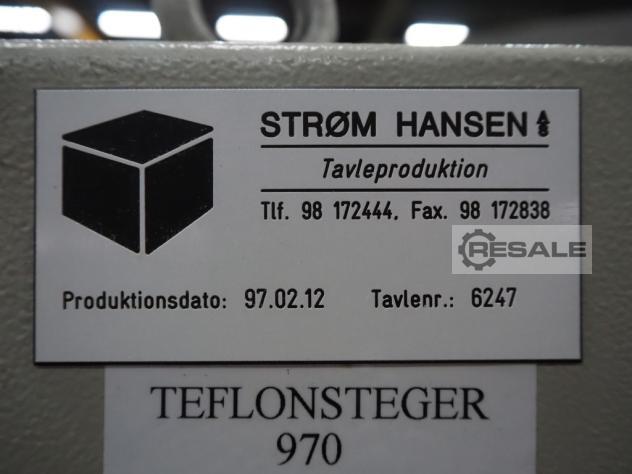 STRØM HANSEN A/S
Tavleproduktion
Tlf. 98 172444. Fax. 98 172838
RESALE
Produktionsdato: 97.02.12 Tavlenr.: 6247
TEFLONSTEGER
970